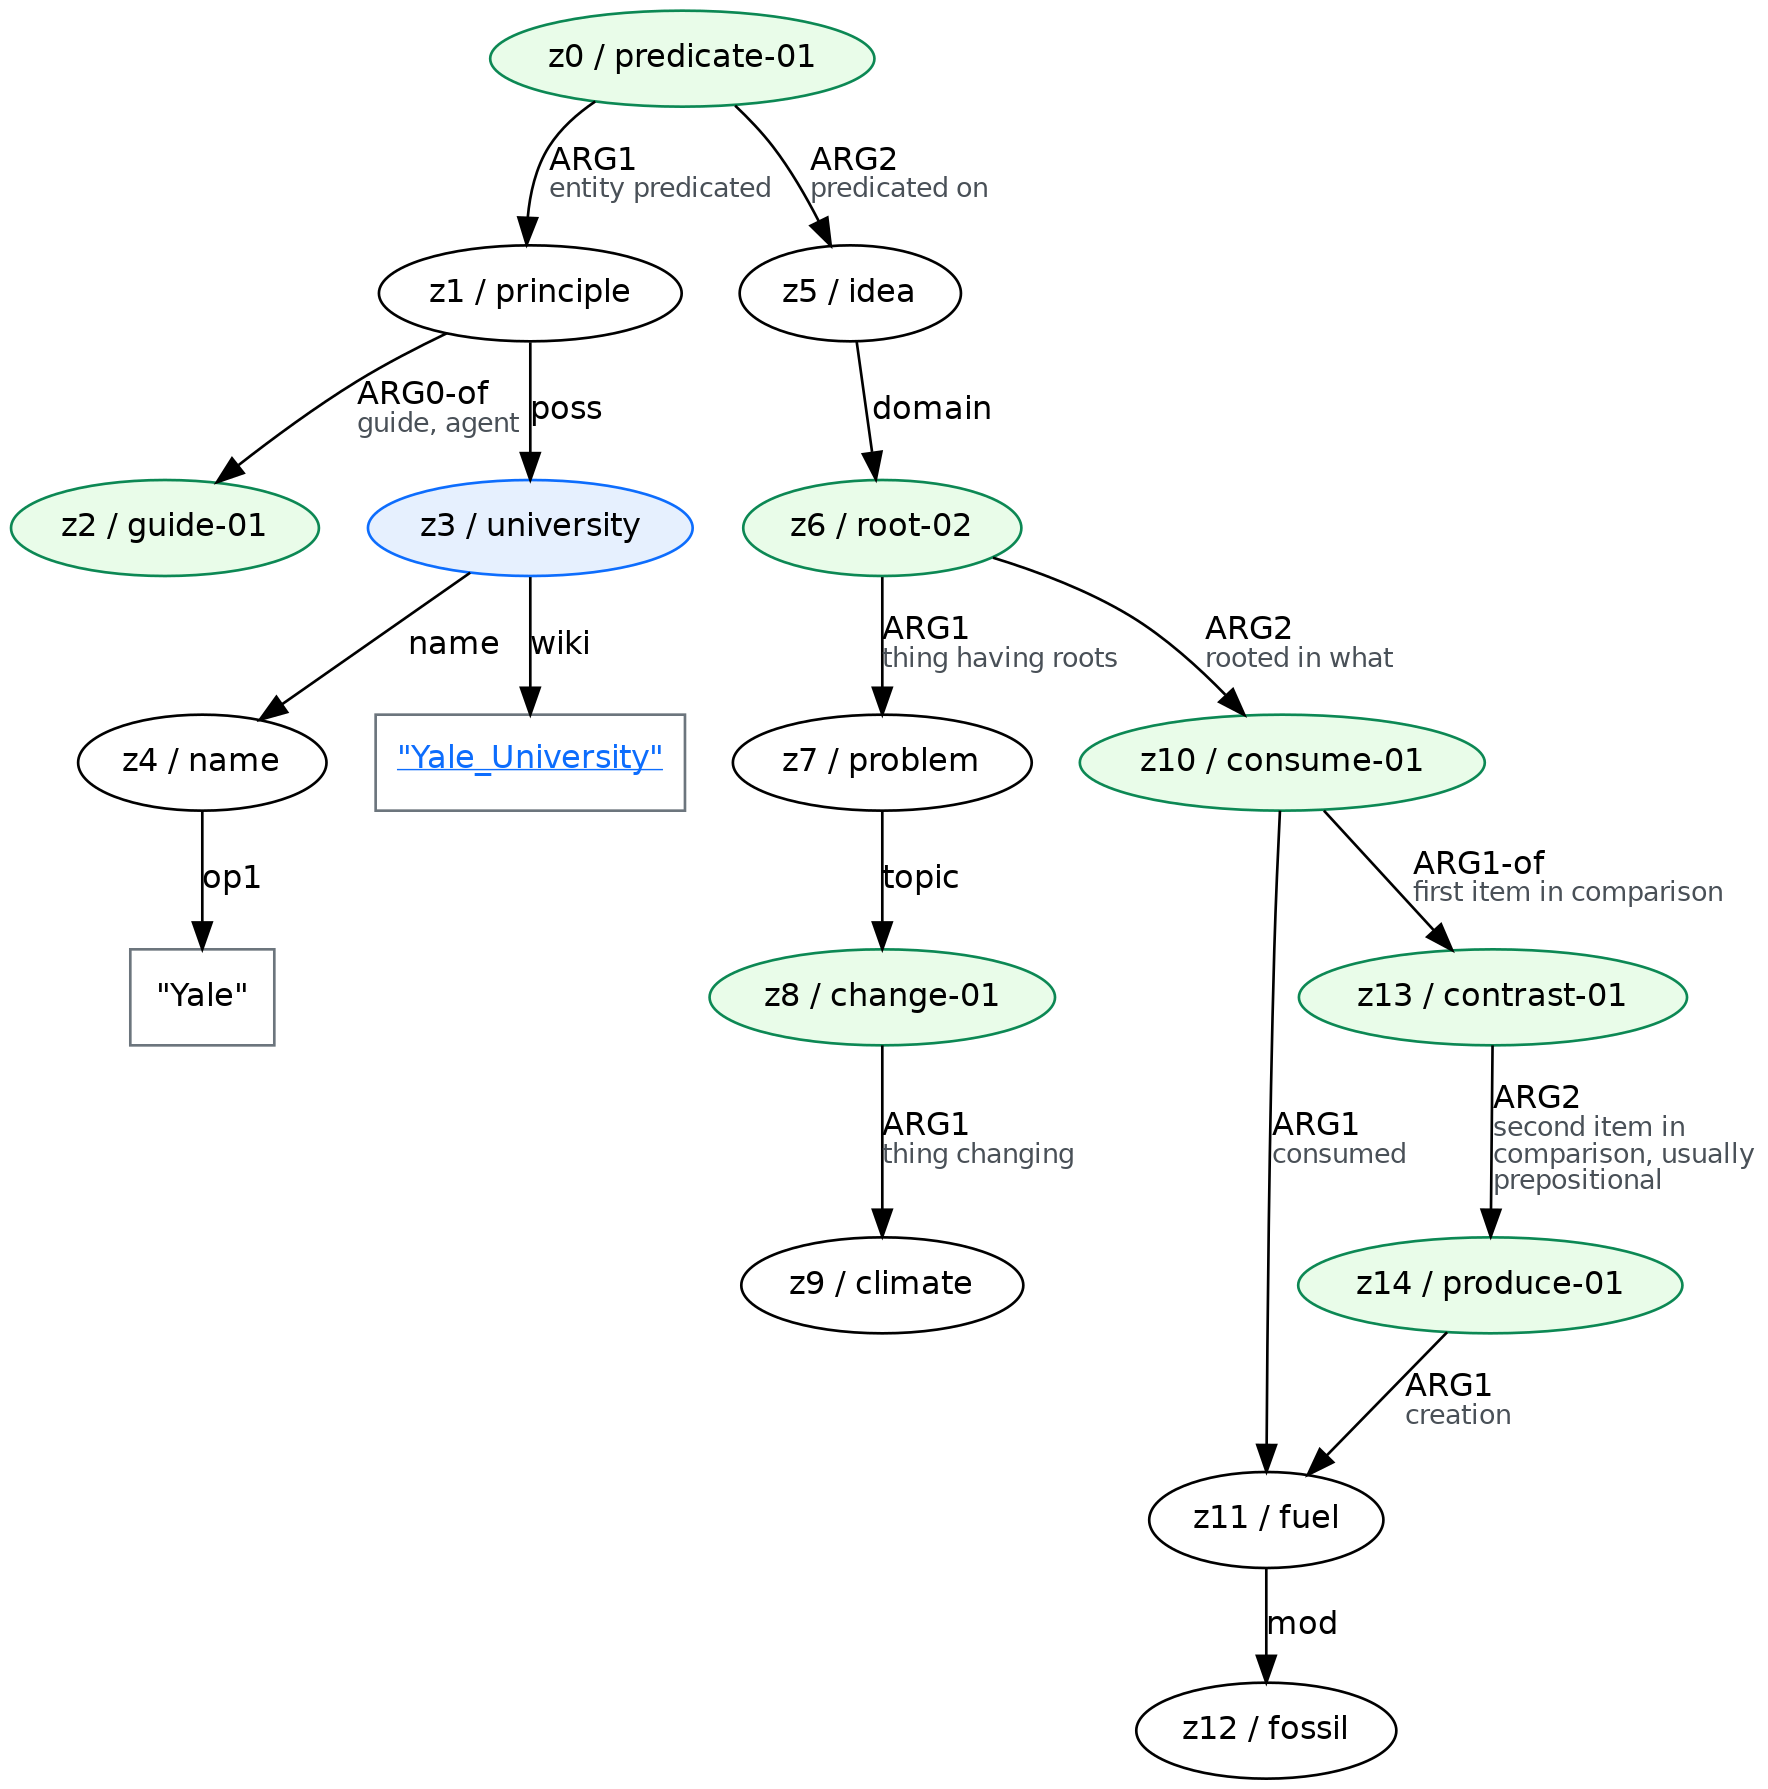 z0 / predicate-01
ARG1
entity predicated
ARG2
predicated on
z1 / principle
z5 / idea
ARG0-of
guide, agent
poss
domain
z2 / guide-01
z3 / university
z6 / root-02
name
wiki
ARG1
thing having roots
ARG2
rooted in what
z4 / name
"Yale_University"
z7 / problem
z10 / consume-01
op1
topic
ARG1-of
first item in comparison
"Yale"
z8 / change-01
z13 / contrast-01
ARG1
thing changing
ARG1
consumed
ARG2
second item in
comparison, usually
prepositional
z9 / climate
z14 / produce-01
ARG1
creation
z11 / fuel
mod
z12 / fossil